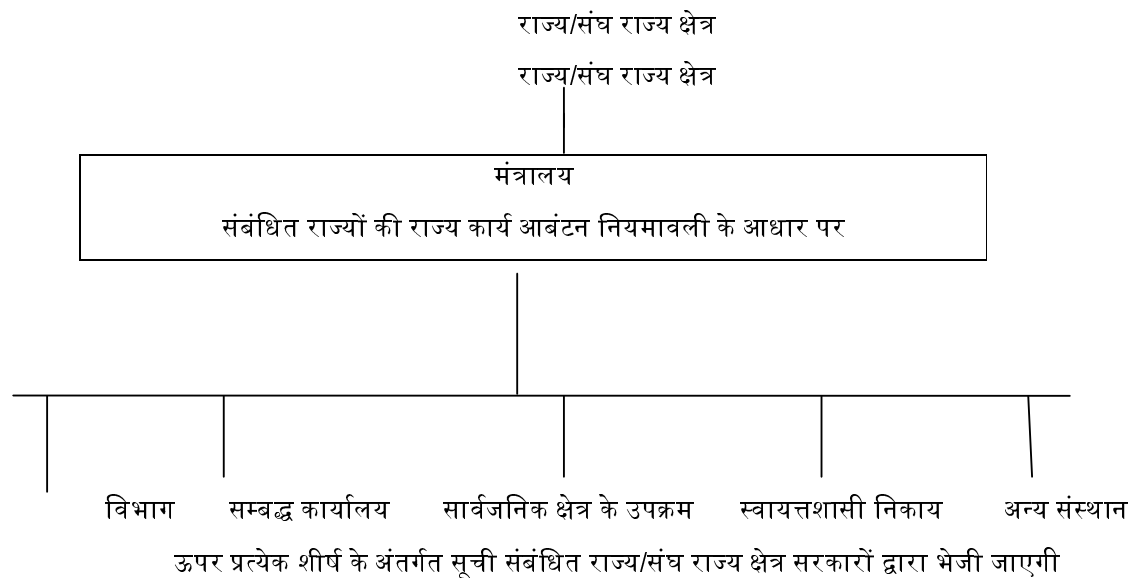 राज्य/संघ राज्य क्षेत्र
राज्य/संघ राज्य क्षेत्र
मंत्रालय
संबंधित राज्यों की राज्य कार्य आबंटन नियमावली के आधार पर
विभाग सम्बद्ध कार्यालय सार्वजनिक क्षेत्र के उपक्रम स्वायत्तशासी निकाय अन्य संस्थान
ऊपर प्रत्येक शीर्ष के अंतर्गत सूची संबंधित राज्य/संघ राज्य क्षेत्र सरकारों द्वारा भेजी जाएगी